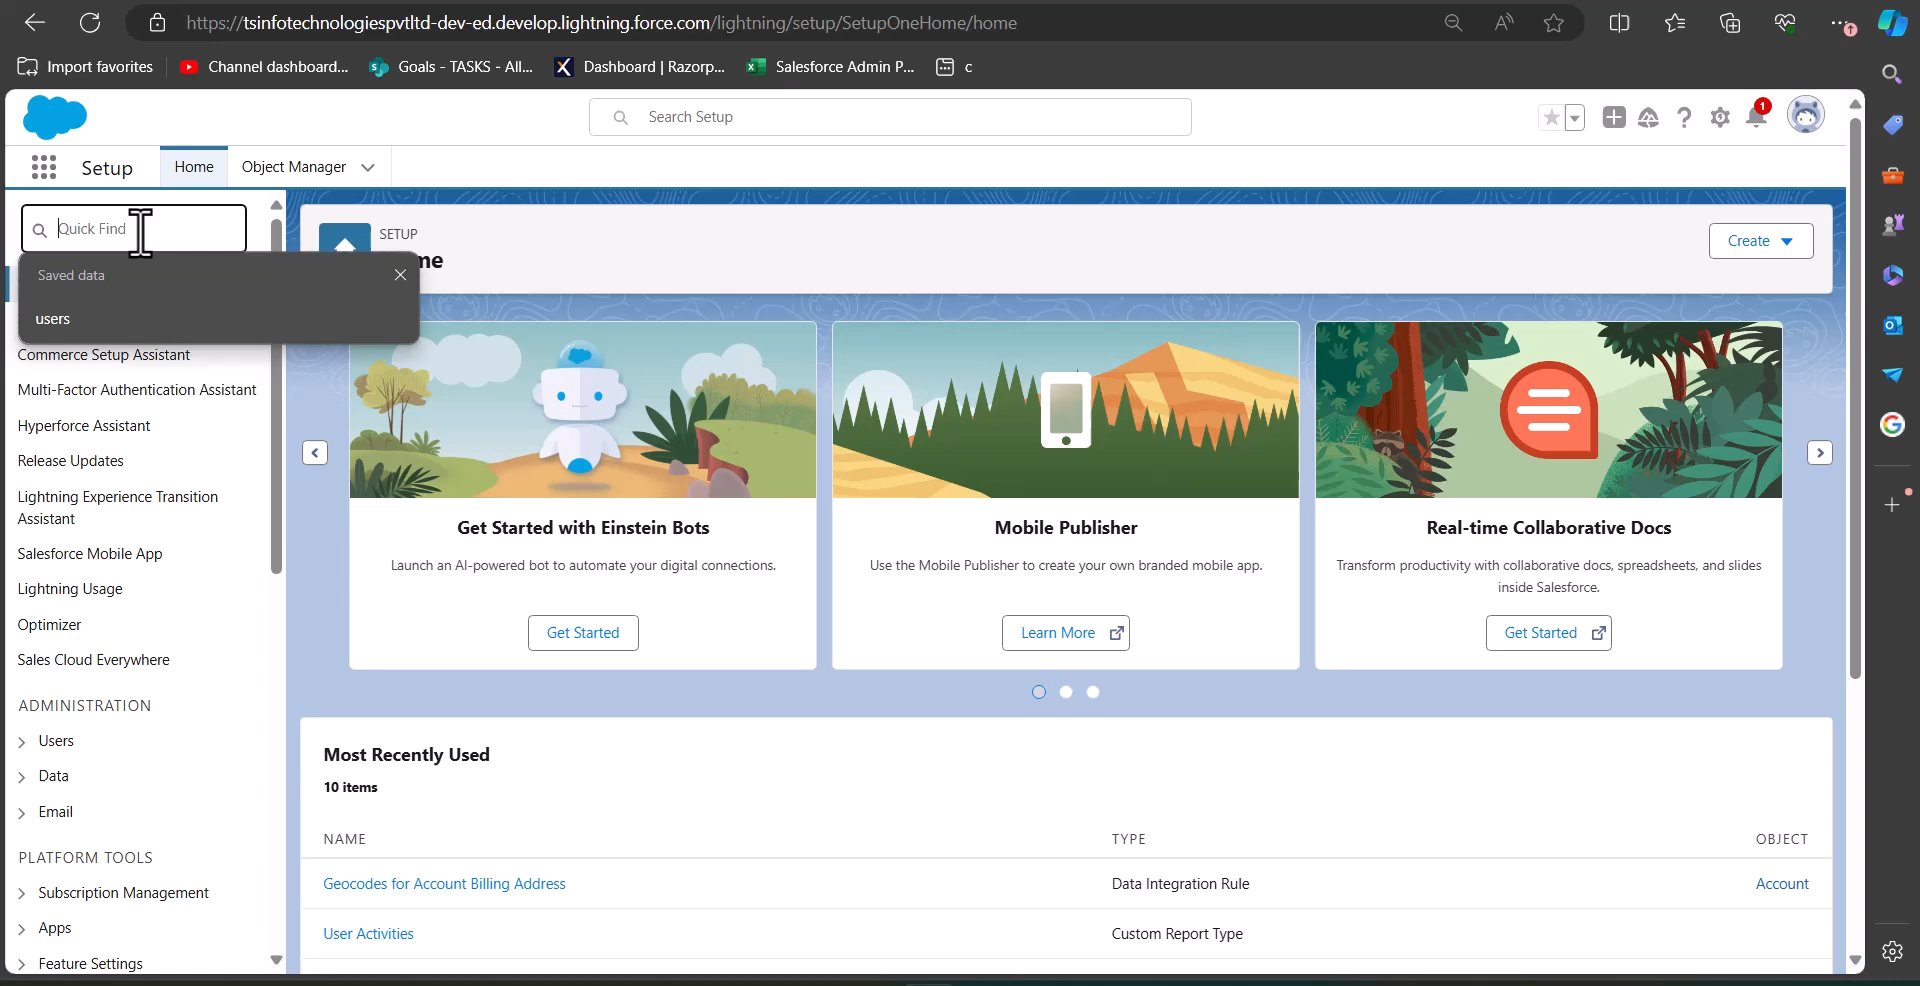 https://tsinfotechnologiespvtltd-dev-ed.develop.lightning.force.com/lightning/setup/SetupOneHome/home
Import favorites
Channel dashboard...
Goals - TASKS - All...
Dashboard | Razorp...
Salesforce Admin P...
c
Search Setup
1
Setup
Home
Object Manager
Quick Find
SETUP
me
Create
Saved data
users
Commerce Setup Assistant
Multi-Factor Authentication Assistant
Hyperforce Assistant
Release Updates
Lightning Experience Transition
Assistant
Salesforce Mobile App
Lightning Usage
Optimizer
Sales Cloud Everywhere
ADMINISTRATION
Users
Data
Email
PLATFORM TOOLS
Subscription Management
Apps
Feature Settings
Get Started with Einstein Bots
Launch an AI-powered bot to automate your digital connections.
Get Started
Mobile Publisher
Use the Mobile Publisher to create your own branded mobile app.
Learn More
Real-time Collaborative Docs
Transform productivity with collaborative docs, spreadsheets, and slides
inside Salesforce.
Get Started
Most Recently Used
10 items
NAME TYPE OBJECT
Geocodes for Account Billing Address Data Integration Rule Account
User Activities Custom Report Type